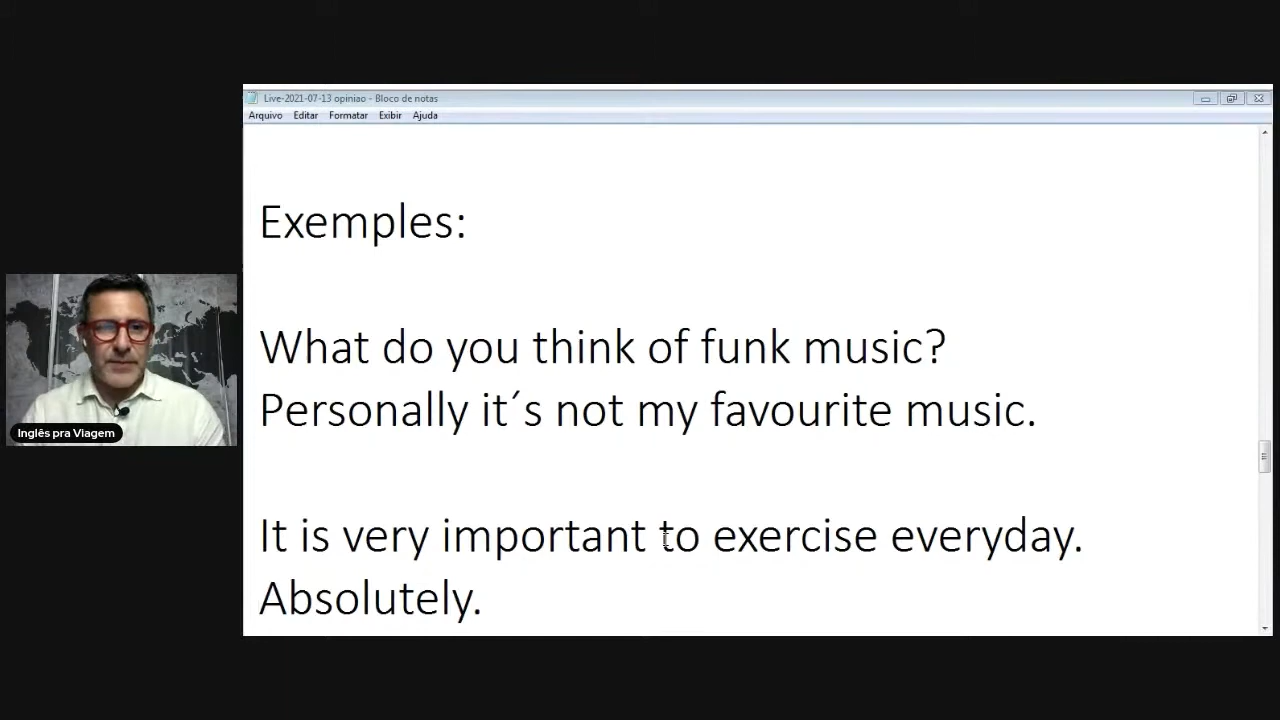 Live-2021-07-13 opiniao - Bloco de notas
Arquivo Editar Formatar Exibir Ajuda
Exemples:
What do you think of funk music?
Personally it´s not my favourite music.
It is very important to exercise everyday.
Absolutely.
Inglês pra Viagem